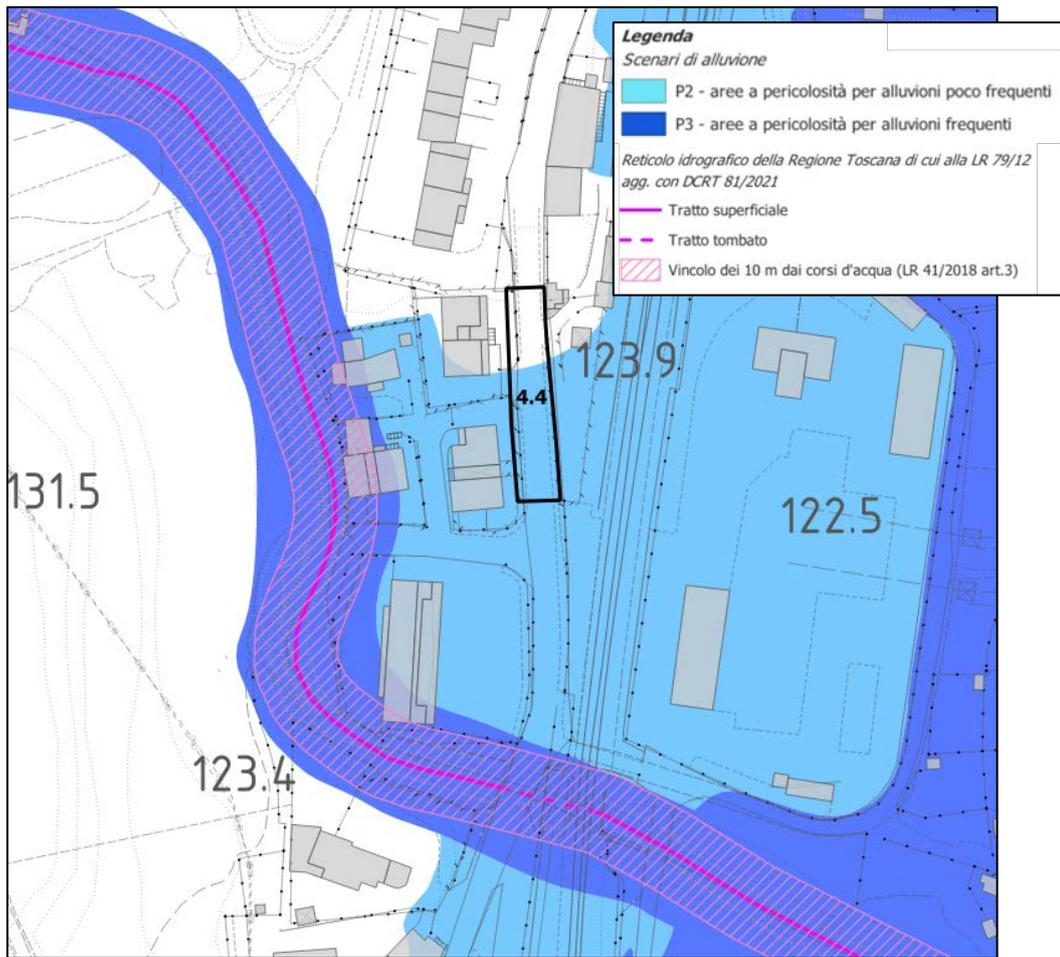 Legenda
Scenari di alluvione
P2 - aree a pericolosità per alluvioni poco frequenti
P3 - aree a pericolosità per alluvioni frequenti
Reticolo idrografico della Regione Toscana di cui alla LR 79/12
agg. con DCRT 81/2021
Tratto superficiale
Tratto tombato
Vincolo dei 10 m dai corsi d'acqua (LR 41/2018 art.3)
123.9
4.4
131.5
122.5
123.4